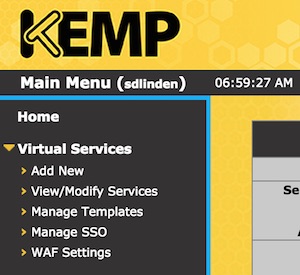 KEMP
Main Menu (sdlinden) 06:59:27 AM
Home
Virtual Services
Add New
View/Modify Services
Se
Manage Templates
Manage SSO
WAF Settings